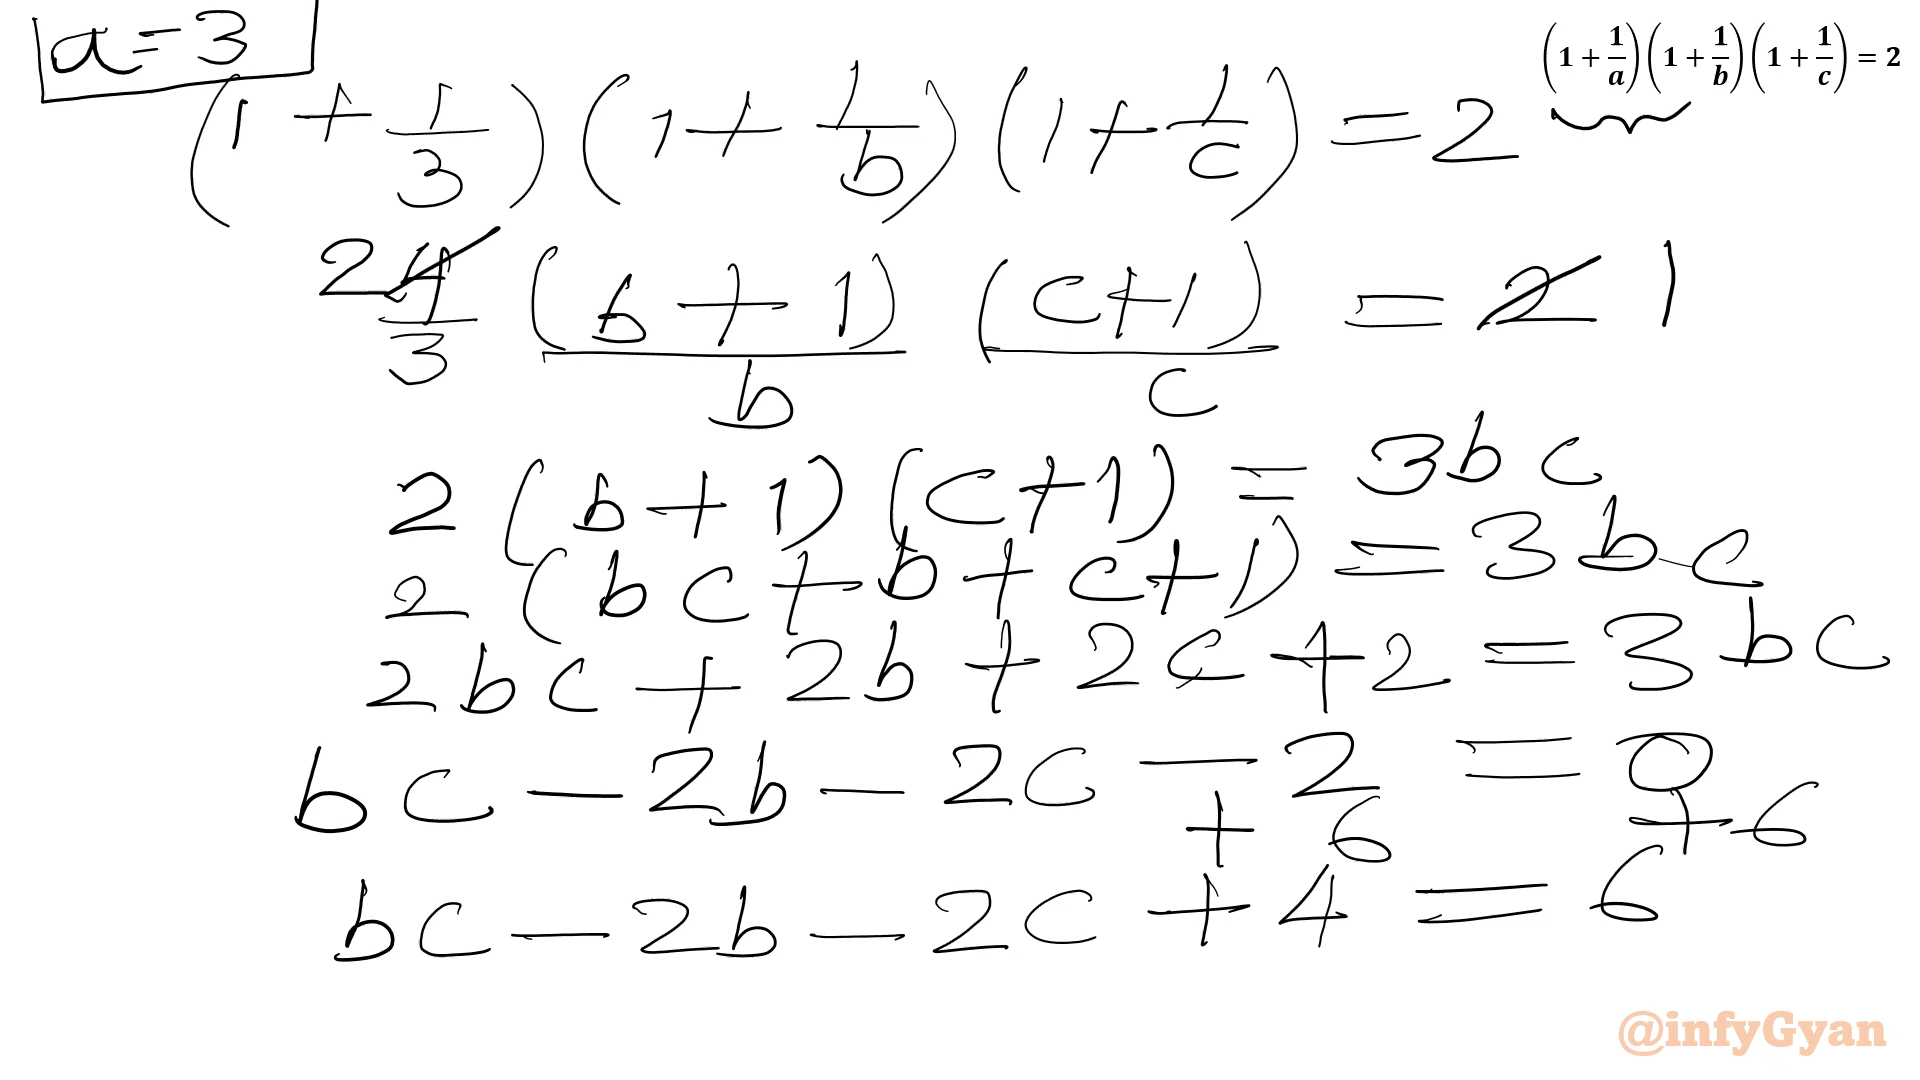 a = 3
(1 + 1/a)(1 + 1/b)(1 + 1/c) = 2
(1 + 1/3)(1 + 1/b)(1 + 1/c) = 2
2 4/3 (b + 1)/b (c + 1)/c = 2 1
2(b + 1)(c + 1) = 3bc
2(bc + b + c + 1) = 3bc
2bc + 2b + 2c + 2 = 3bc
bc - 2b - 2c - 2 = 0
+ 6 + 6
bc - 2b - 2c + 4 = 6
@infyGyan